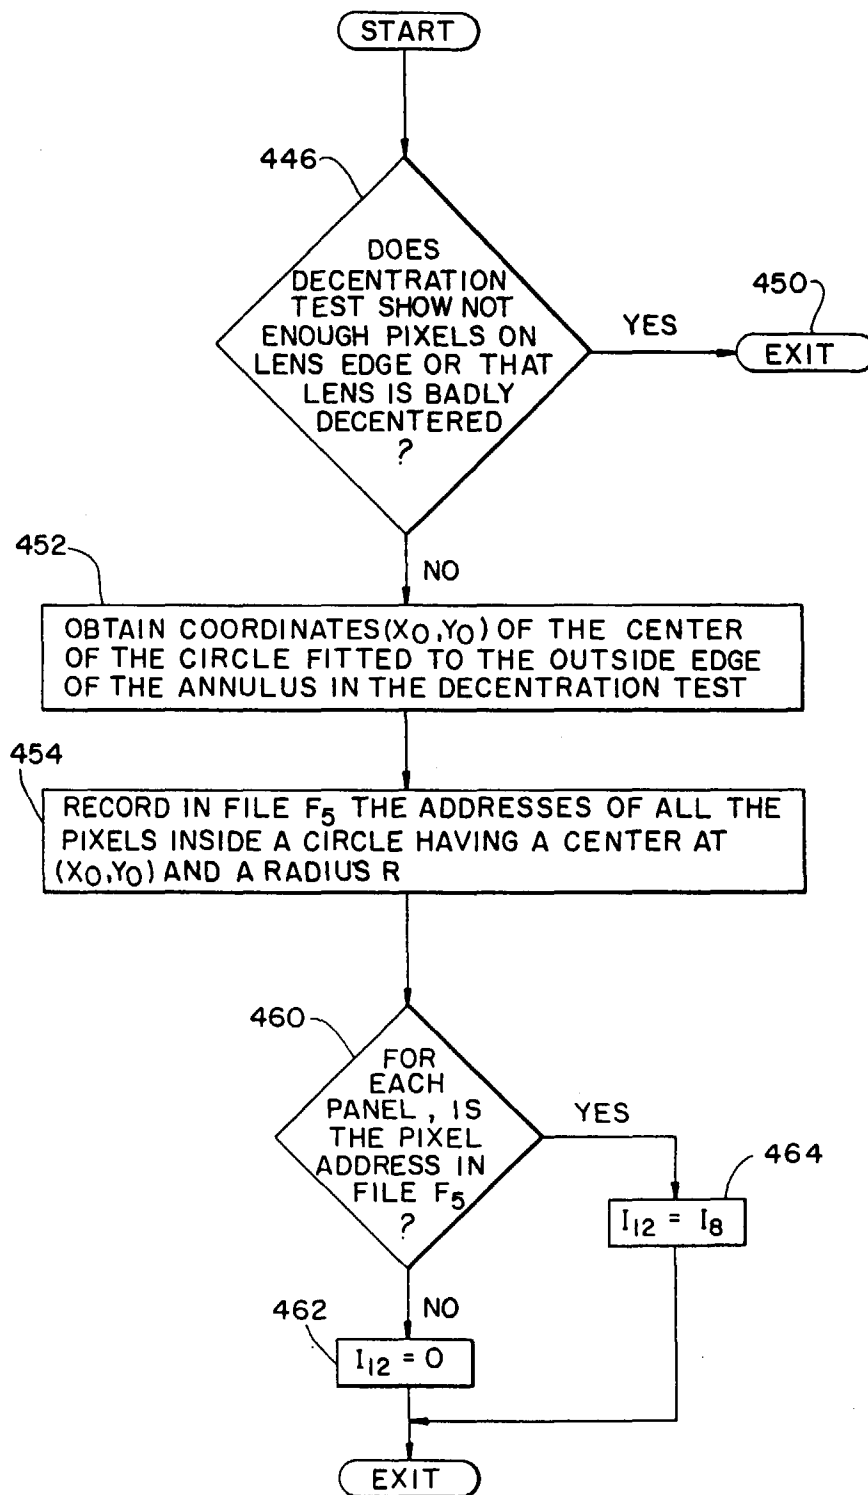 START
446
DOES
DECENTRATION
TEST SHOW NOT
ENOUGH PIXELS ON
LENS EDGE OR THAT
LENS IS BADLY
DECENTERED
?
YES
450
EXIT
NO
452
OBTAIN COORDINATES (X₀,Y₀) OF THE CENTER
OF THE CIRCLE FITTED TO THE OUTSIDE EDGE
OF THE ANNULUS IN THE DECENTRATION TEST
454
RECORD IN FILE F₅ THE ADDRESSES OF ALL THE
PIXELS INSIDE A CIRCLE HAVING A CENTER AT
(X₀,Y₀) AND A RADIUS R
460
FOR
EACH
PANEL, IS
THE PIXEL
ADDRESS IN
FILE F₅
?
YES
464
I₁₂ = I₈
NO
462
I₁₂ = 0
EXIT